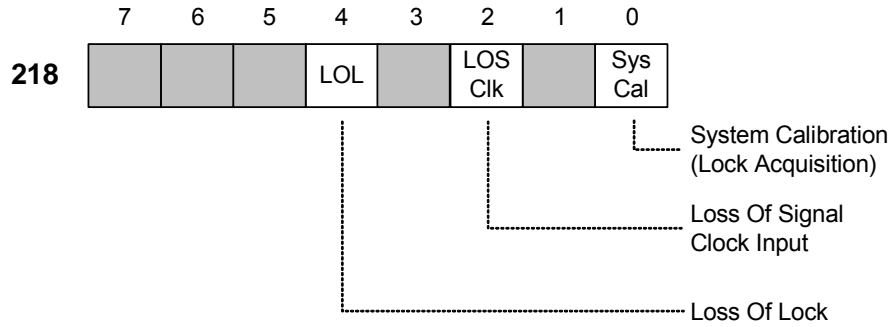 7 6 5 4 3 2 1 0
218
LOL
LOS
Clk
Sys
Cal
System Calibration
(Lock Acquisition)
Loss Of Signal
Clock Input
Loss Of Lock